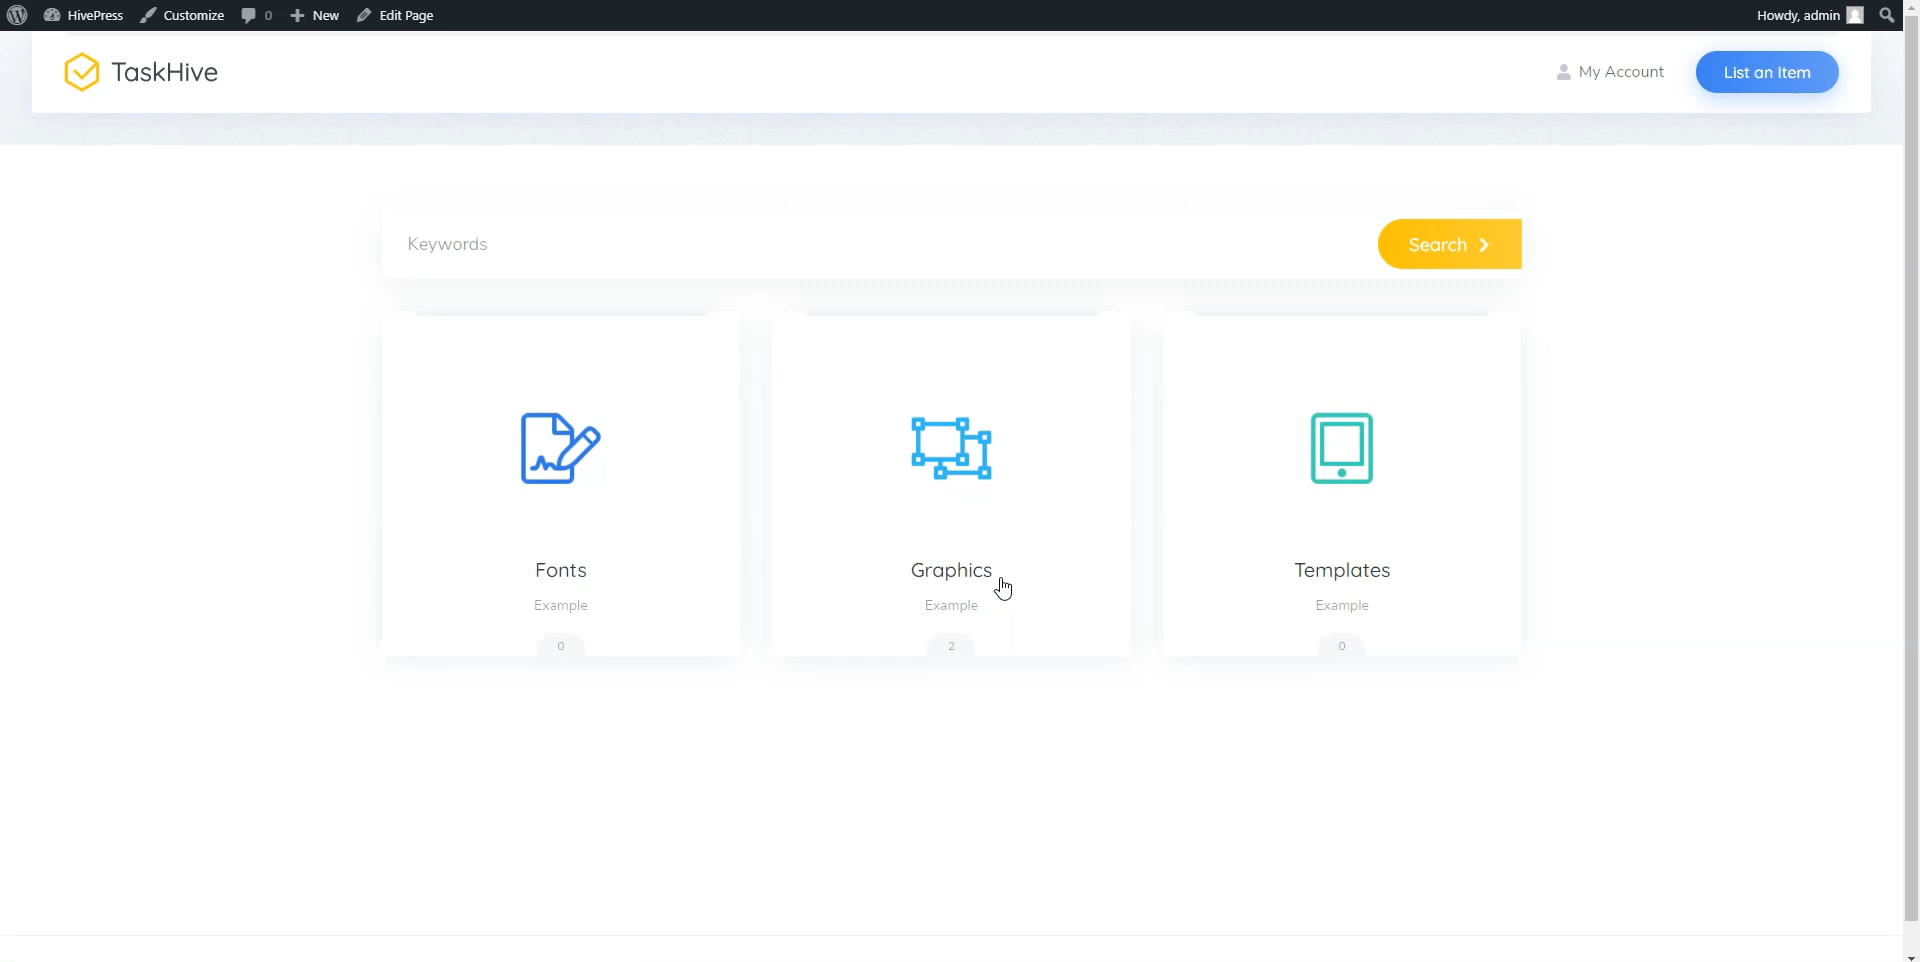 HivePress Customize 0 New Edit Page Howdy, admin
TaskHive My Account List an Item
Keywords Search
Fonts Graphics Templates
Example Example Example
0 2 0